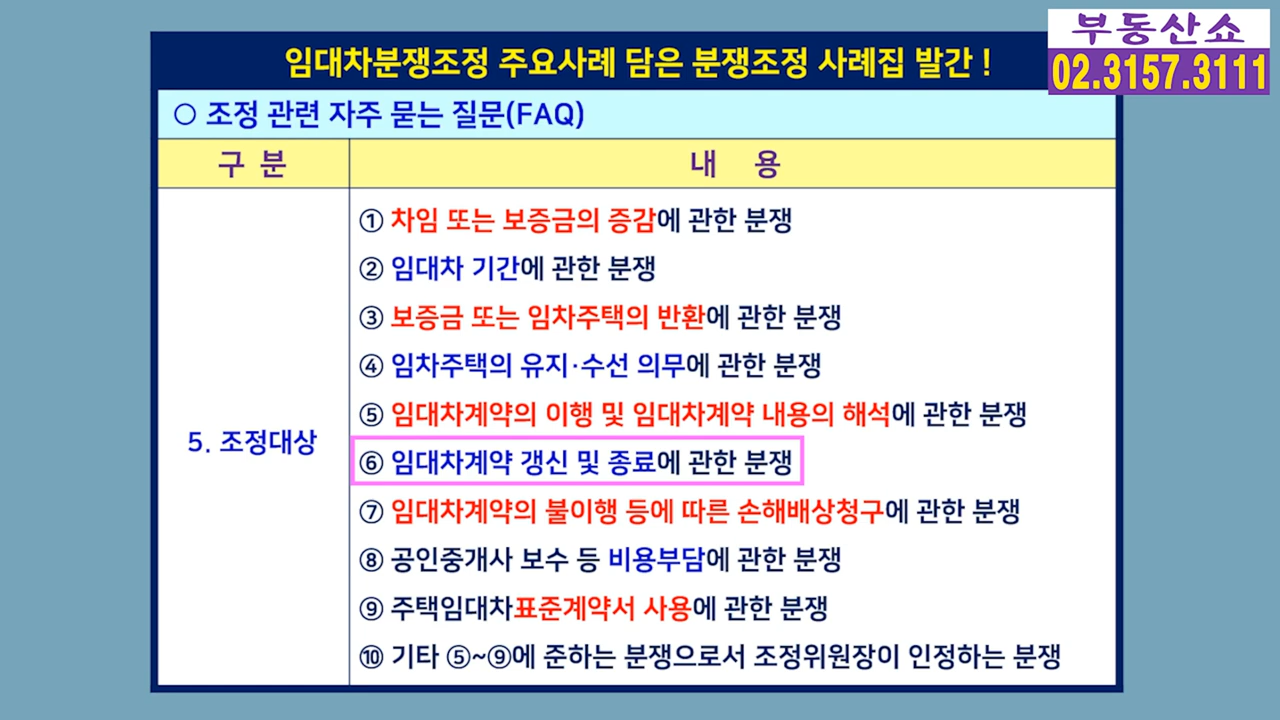 부동산쇼
02.3157.3111
임대차분쟁조정 주요사례 담은 분쟁조정 사례집 발간 !
○ 조정 관련 자주 묻는 질문(FAQ)
구 분
내 용
5. 조정대상
① 차임 또는 보증금의 증감에 관한 분쟁
② 임대차 기간에 관한 분쟁
③ 보증금 또는 임차주택의 반환에 관한 분쟁
④ 임차주택의 유지·수선 의무에 관한 분쟁
⑤ 임대차계약의 이행 및 임대차계약 내용의 해석에 관한 분쟁
⑥ 임대차계약 갱신 및 종료에 관한 분쟁
⑦ 임대차계약의 불이행 등에 따른 손해배상청구에 관한 분쟁
⑧ 공인중개사 보수 등 비용부담에 관한 분쟁
⑨ 주택임대차표준계약서 사용에 관한 분쟁
⑩ 기타 ⑤~⑨에 준하는 분쟁으로서 조정위원장이 인정하는 분쟁